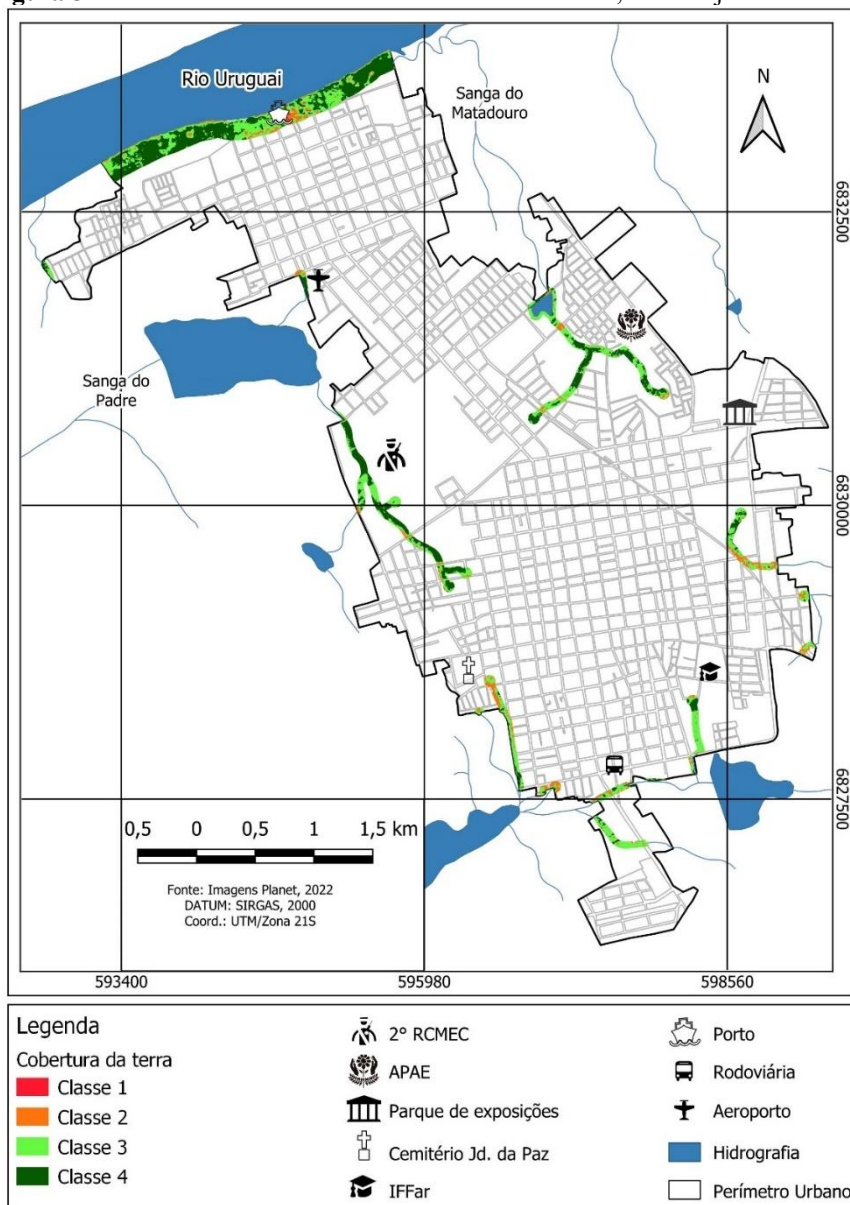 Rio Uruguai
Sanga do
Matadouro
N
6832500
Sanga do
Padre
6830000
6827500
0,5 0 0,5 1 1,5 km
Fonte: Imagens Planet, 2022
DATUM: SIRGAS, 2000
Coord.: UTM/Zona 21S
593400 595980 598560
Legenda
Cobertura da terra
Classe 1
Classe 2
Classe 3
Classe 4
2° RCMEC
APAE
Parque de exposições
Cemitério Jd. da Paz
IFFar
Porto
Rodoviária
Aeroporto
Hidrografia
Perímetro Urbano